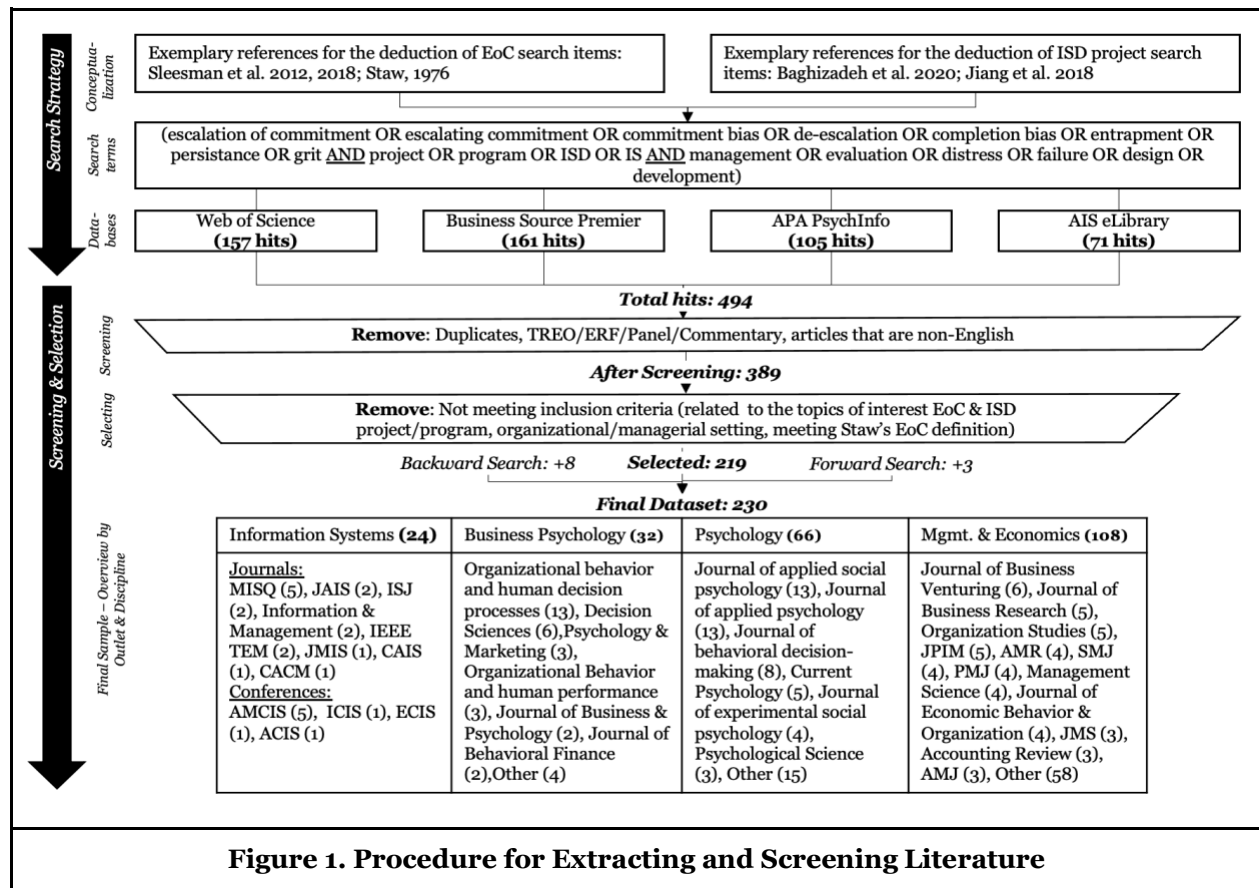 Search Strategy
Conceptua-
lization
Exemplary references for the deduction of EoC search items:
Sleesman et al. 2012, 2018; Staw, 1976
Exemplary references for the deduction of ISD project search
items: Baghizadeh et al. 2020; Jiang et al. 2018
Search
terms
(escalation of commitment OR escalating commitment OR commitment bias OR de-escalation OR completion bias OR entrapment OR
persistance OR grit AND project OR program OR ISD OR IS AND management OR evaluation OR distress OR failure OR design OR
development)
Data-
bases
Web of Science
(157 hits)
Business Source Premier
(161 hits)
APA PsychInfo
(105 hits)
AIS eLibrary
(71 hits)
Screening & Selection
Total hits: 494
Screening
Remove: Duplicates, TREO/ERF/Panel/Commentary, articles that are non-English
After Screening: 389
Selecting
Remove: Not meeting inclusion criteria (related to the topics of interest EoC & ISD
project/program, organizational/managerial setting, meeting Staw's EoC definition)
Backward Search: +8
Selected: 219
Forward Search: +3
Final Dataset: 230
Final Sample – Overview by
Outlet & Discipline
Information Systems (24)
Journals:
MISQ (5), JAIS (2), ISJ
(2), Information &
Management (2), IEEE
TEM (2), JMIS (1), CAIS
(1), CACM (1)
Conferences:
AMCIS (5), ICIS (1), ECIS
(1), ACIS (1)
Business Psychology (32)
Organizational behavior
and human decision
processes (13), Decision
Sciences (6),Psychology &
Marketing (3),
Organizational Behavior
and human performance
(3), Journal of Business &
Psychology (2), Journal of
Behavioral Finance
(2),Other (4)
Psychology (66)
Journal of applied social
psychology (13), Journal
of applied psychology
(13), Journal of
behavioral decision-
making (8), Current
Psychology (5), Journal
of experimental social
psychology (4),
Psychological Science
(3), Other (15)
Mgmt. & Economics (108)
Journal of Business
Venturing (6), Journal of
Business Research (5),
Organization Studies (5),
JPIM (5), AMR (4), SMJ
(4), PMJ (4), Management
Science (4), Journal of
Economic Behavior &
Organization (4), JMS (3),
Accounting Review (3),
AMJ (3), Other (58)
Figure 1. Procedure for Extracting and Screening Literature